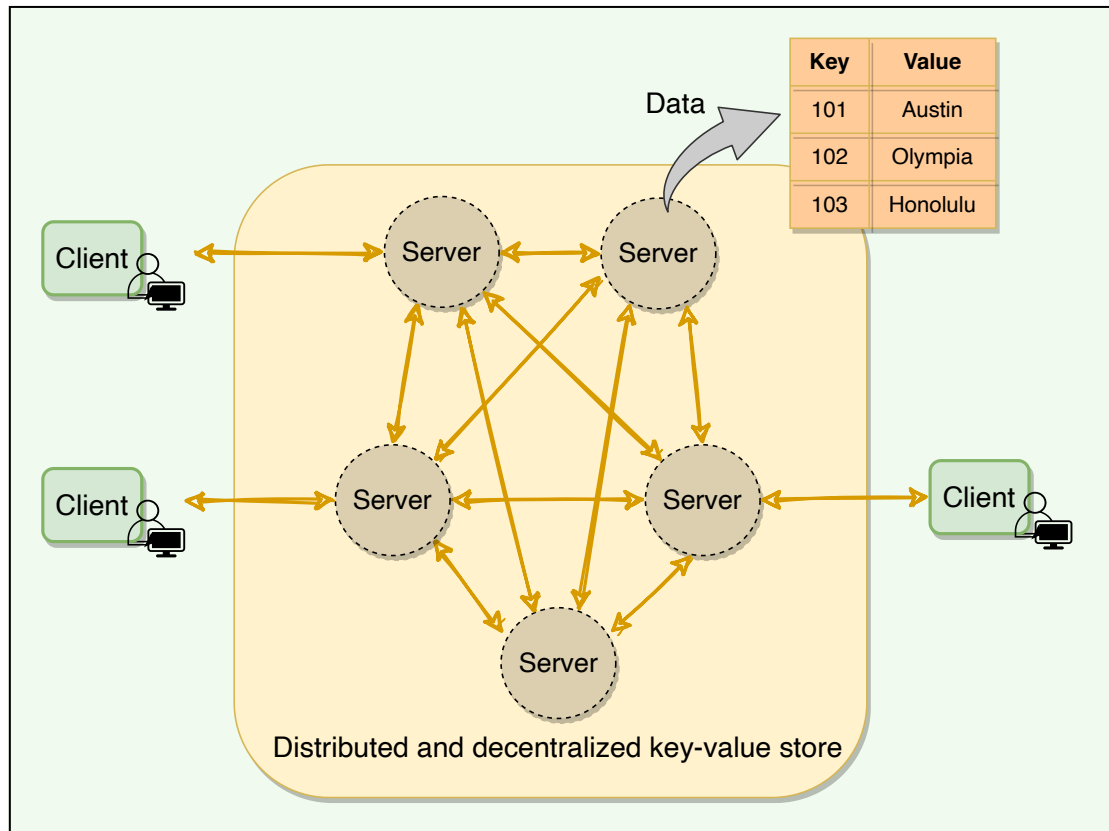 Key Value
Data
101 Austin
102 Olympia
103 Honolulu
Client
Server
Server
Client
Server
Server
Client
Server
Distributed and decentralized key-value store